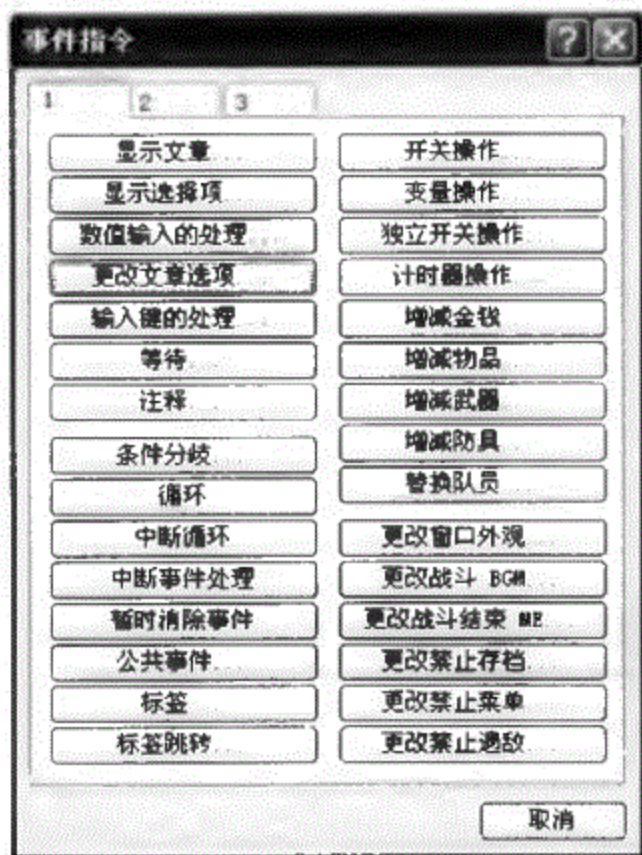 事件指令
1 2 3
显示文章...
显示选择项...
数值输入的处理...
更改文章选项...
输入键的处理...
等待...
注释...
条件分歧...
循环
中断循环
中断事件处理
暂时消除事件
公共事件...
标签...
标签跳转...
开关操作...
变量操作...
独立开关操作...
计时器操作...
增减金钱...
增减物品...
增减武器...
增减防具...
替换队员...
更改窗口外观...
更改战斗 BGM...
更改战斗结束 ME...
更改禁止存档...
更改禁止菜单...
更改禁止遇敌...
取消